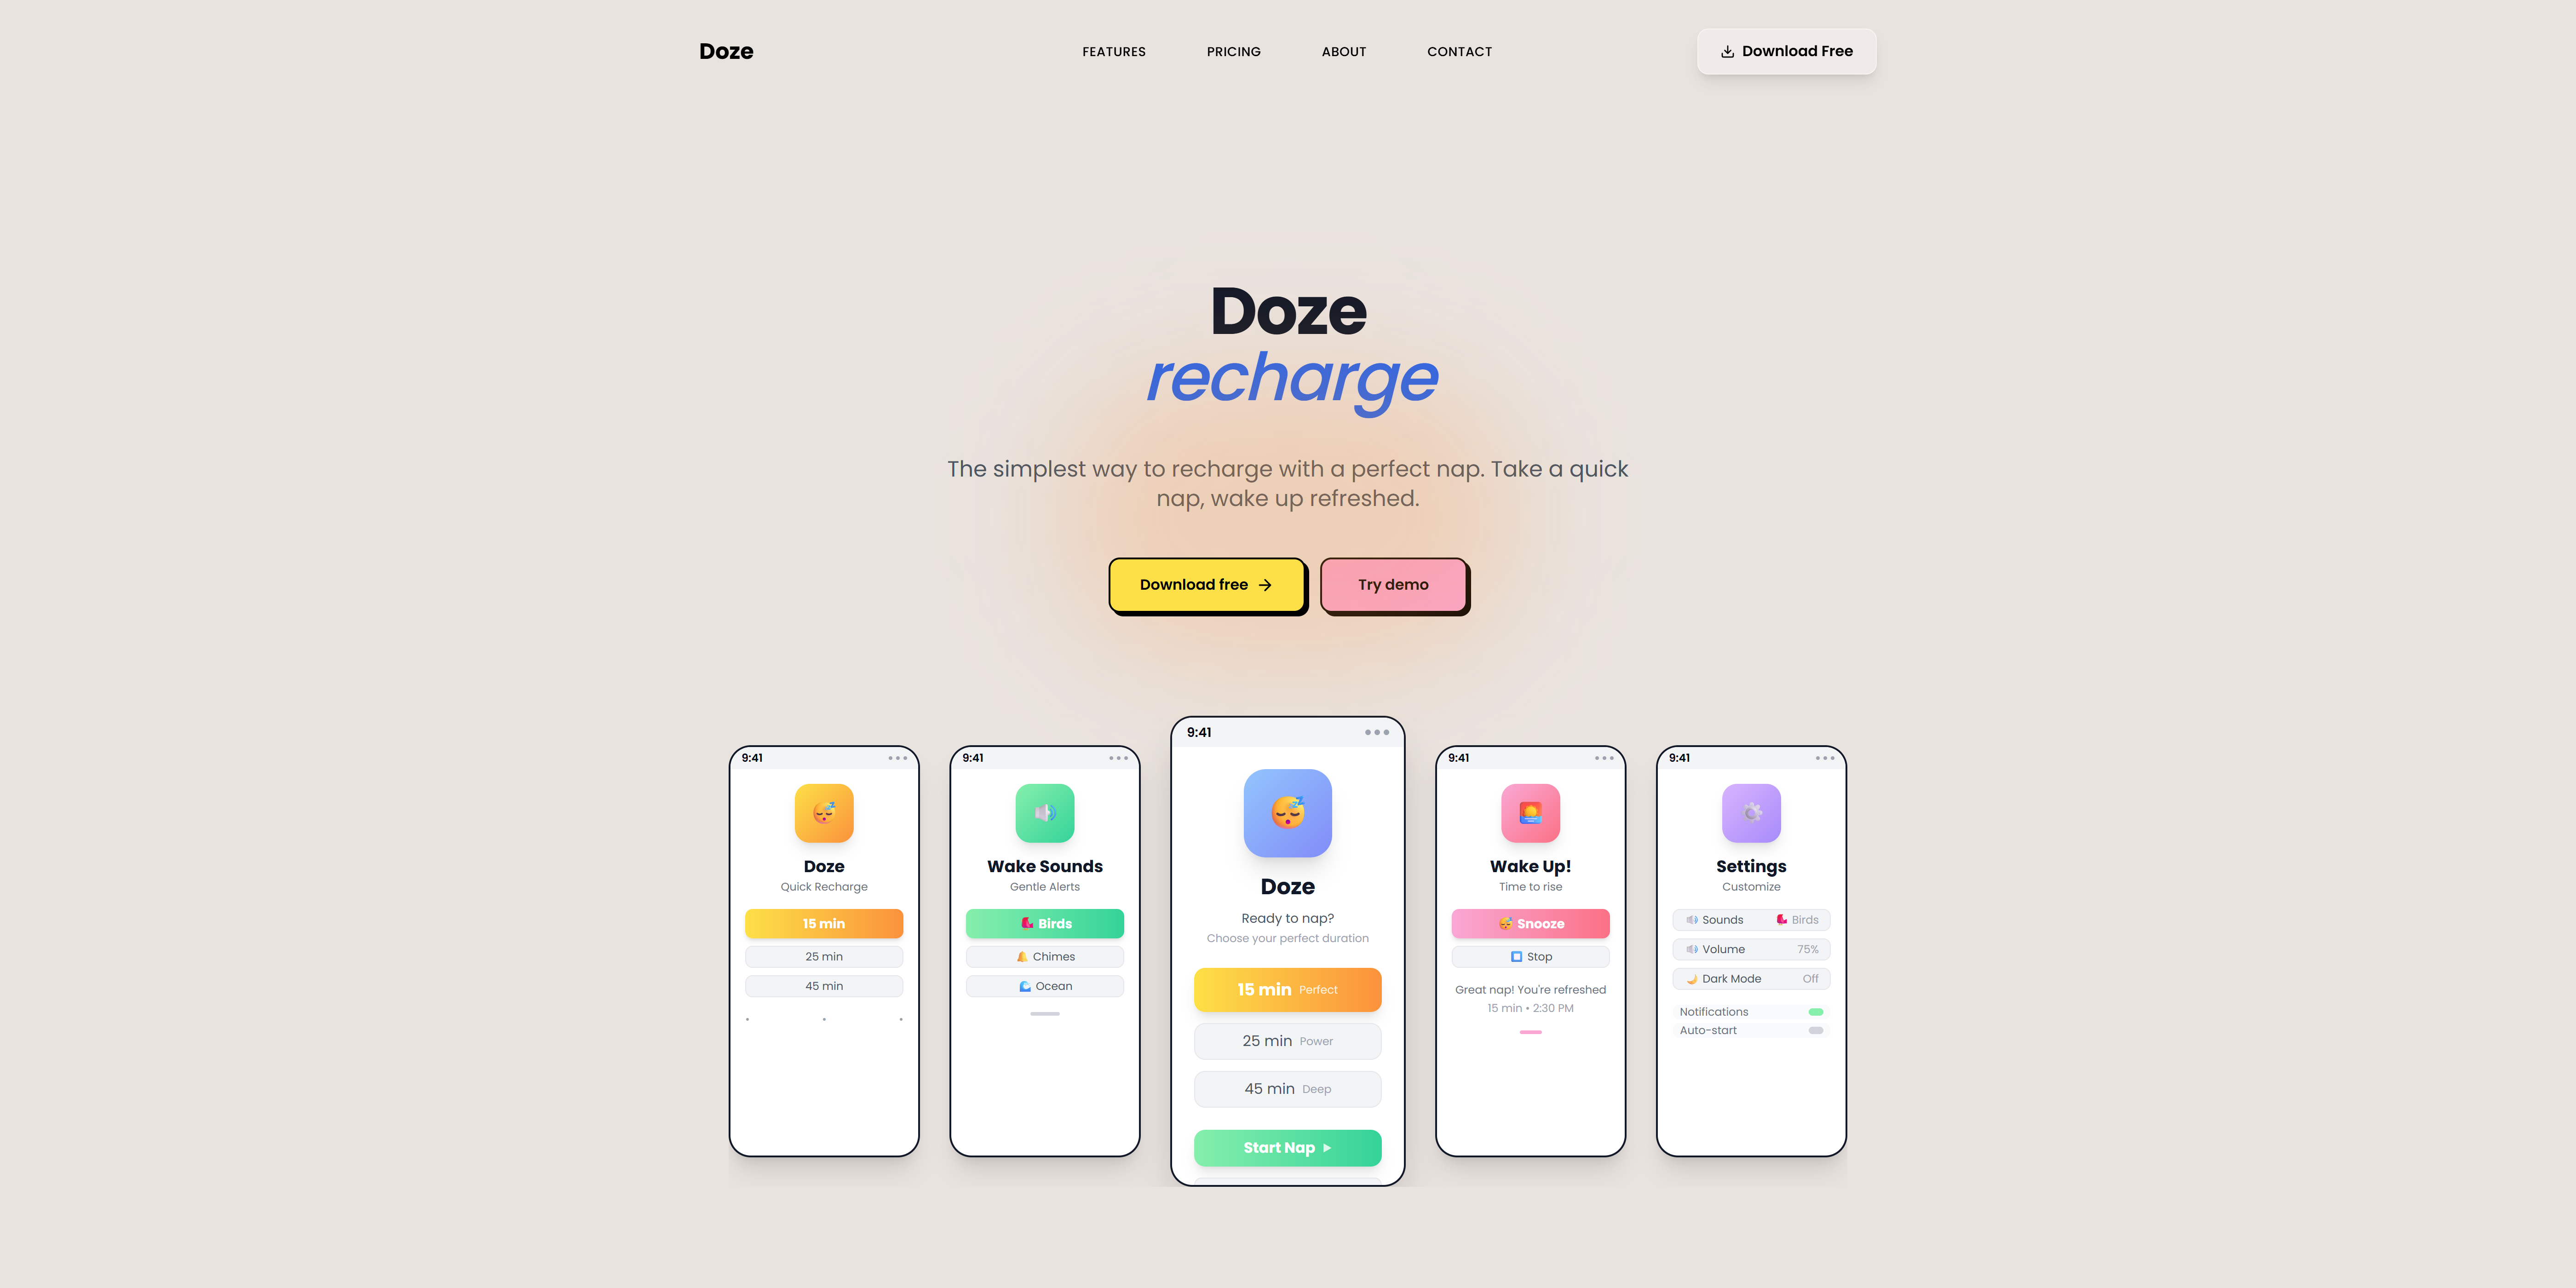 Doze
FEATURES
PRICING
ABOUT
CONTACT
Download Free
Doze
recharge
The simplest way to recharge with a perfect nap. Take a quick
nap, wake up refreshed.
Download free
Try demo
9:41
Doze
Quick Recharge
15 min
25 min
45 min
9:41
Wake Sounds
Gentle Alerts
Birds
Chimes
Ocean
9:41
Doze
Ready to nap?
Choose your perfect duration
15 min Perfect
25 min Power
45 min Deep
Start Nap
9:41
Wake Up!
Time to rise
Snooze
Stop
Great nap! You're refreshed
15 min • 2:30 PM
9:41
Settings
Customize
Sounds Birds
Volume 75%
Dark Mode Off
Notifications
Auto-start